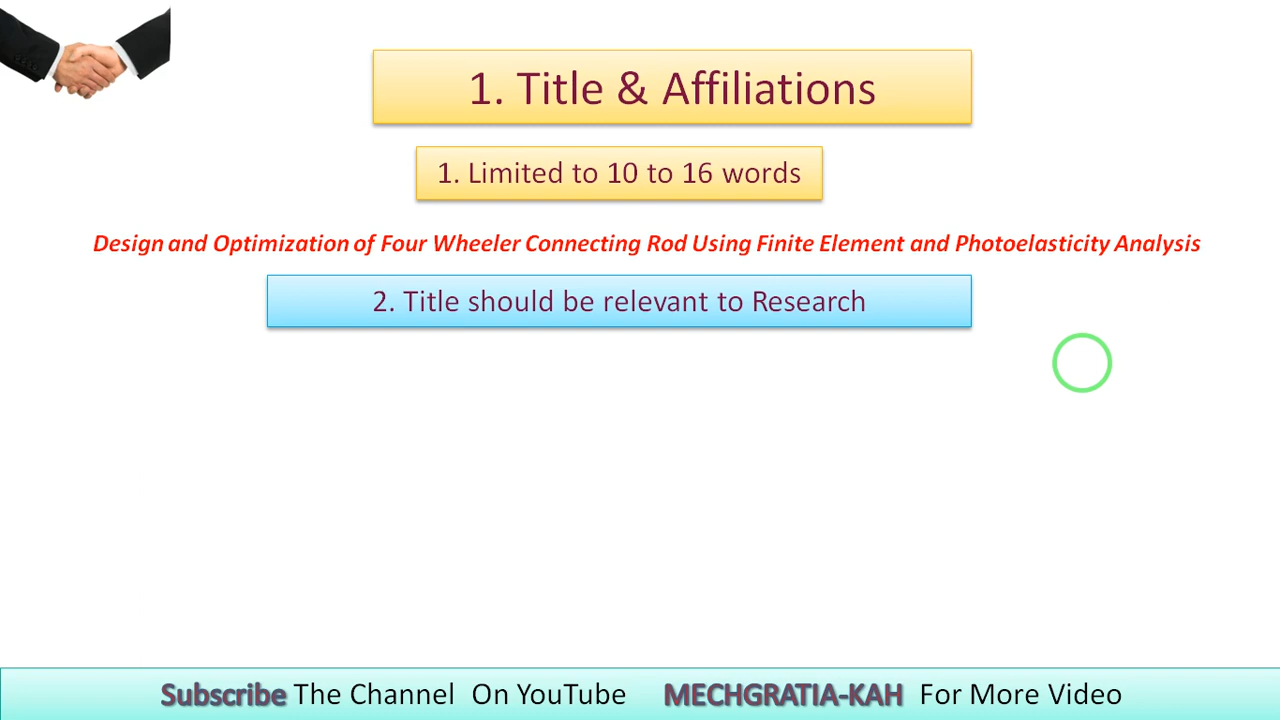 1. Title & Affiliations
1. Limited to 10 to 16 words
Design and Optimization of Four Wheeler Connecting Rod Using Finite Element and Photoelasticity Analysis
2. Title should be relevant to Research
Subscribe The Channel On YouTube MECHGRATIA-KAH For More Video